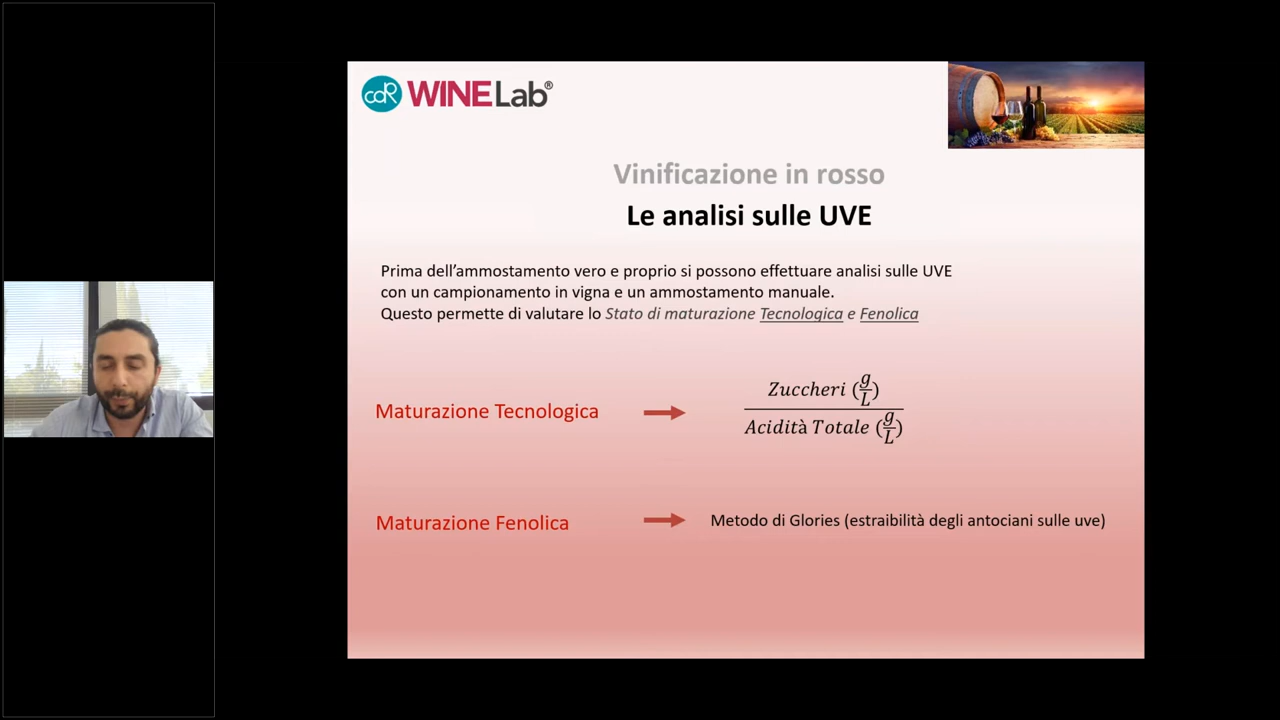 cdR WINELab®
Vinificazione in rosso
Le analisi sulle UVE
Prima dell’ammostamento vero e proprio si possono effettuare analisi sulle UVE
con un campionamento in vigna e un ammostamento manuale.
Questo permette di valutare lo Stato di maturazione Tecnologica e Fenolica
Maturazione Tecnologica
Zuccheri (g/L)
Acidità Totale (g/L)
Maturazione Fenolica
Metodo di Glories (estraibilità degli antociani sulle uve)